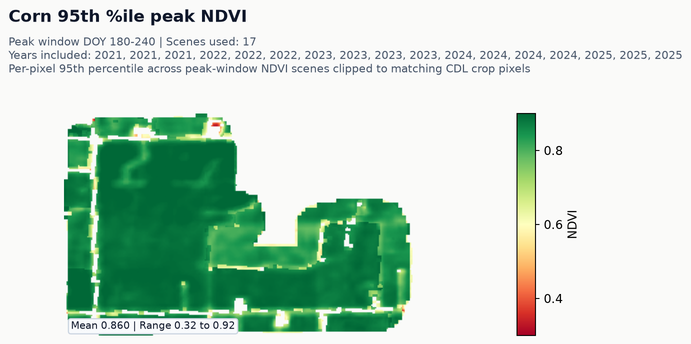 Corn 95th %ile peak NDVI
Peak window DOY 180-240 | Scenes used: 17
Years included: 2021, 2021, 2021, 2022, 2022, 2022, 2023, 2023, 2023, 2023, 2024, 2024, 2024, 2024, 2025, 2025, 2025
Per-pixel 95th percentile across peak-window NDVI scenes clipped to matching CDL crop pixels
0.8
0.6
0.4
NDVI
Mean 0.860 | Range 0.32 to 0.92